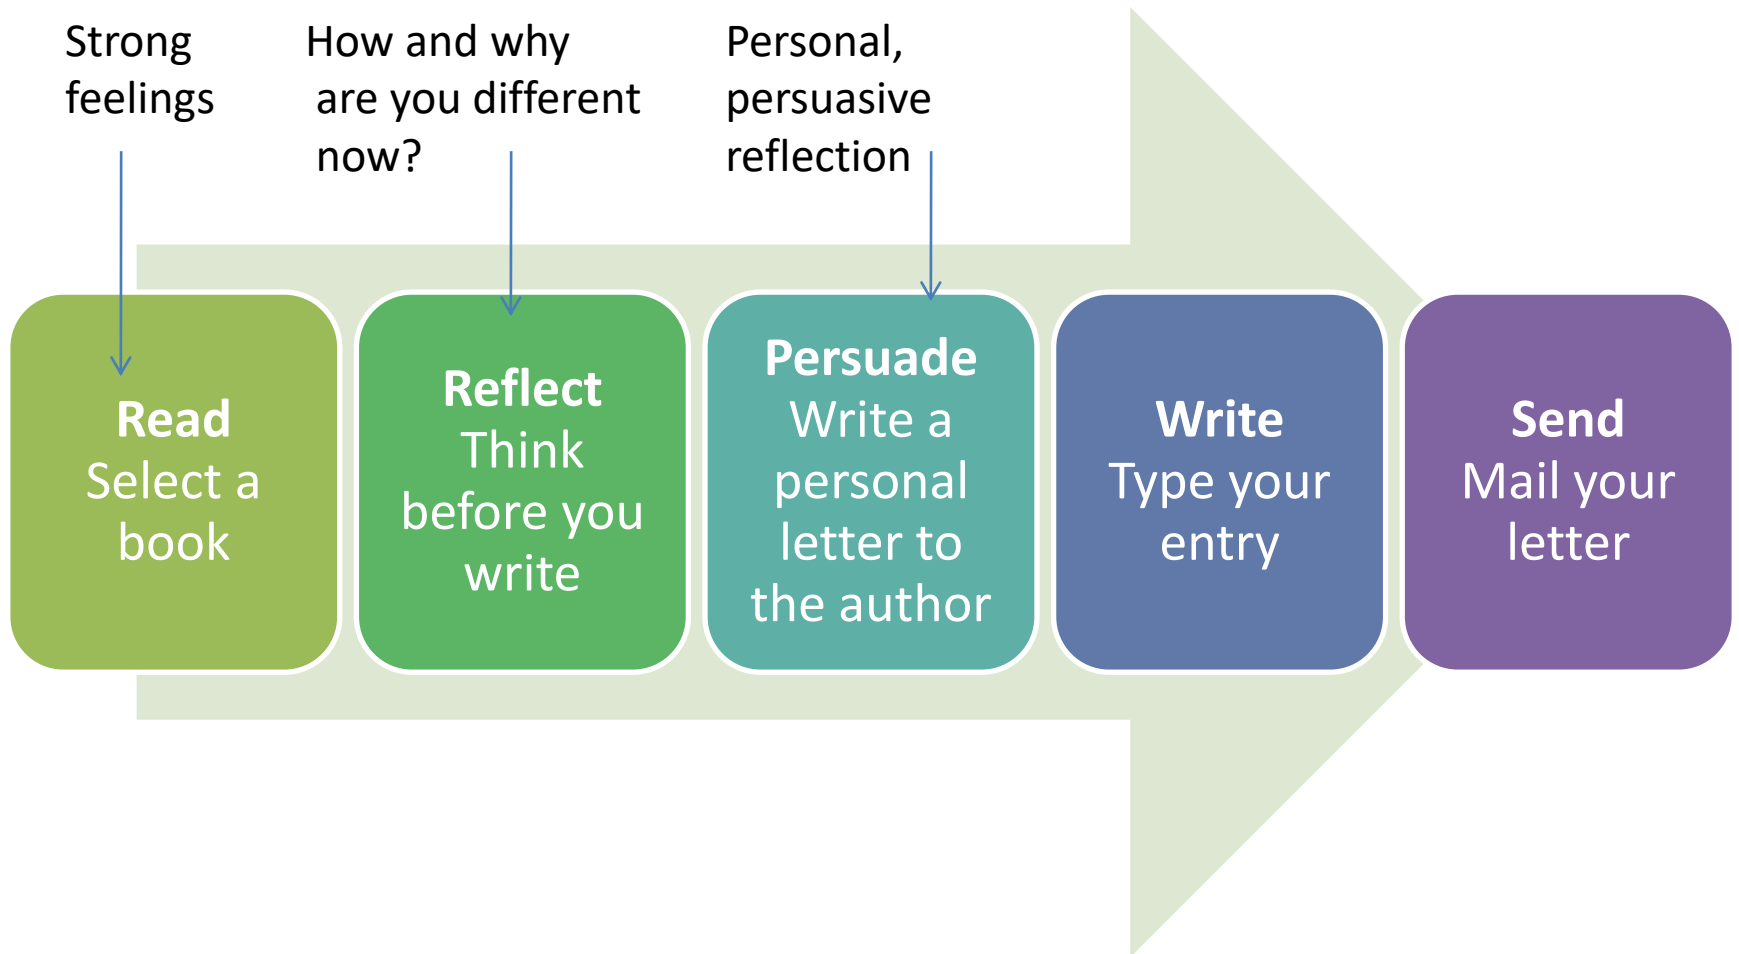 Strong
feelings
How and why
are you different
now?
Personal,
persuasive
reflection
Read
Select a
book
Reflect
Think
before you
write
Persuade
Write a
personal
letter to
the author
Write
Type your
entry
Send
Mail your
letter